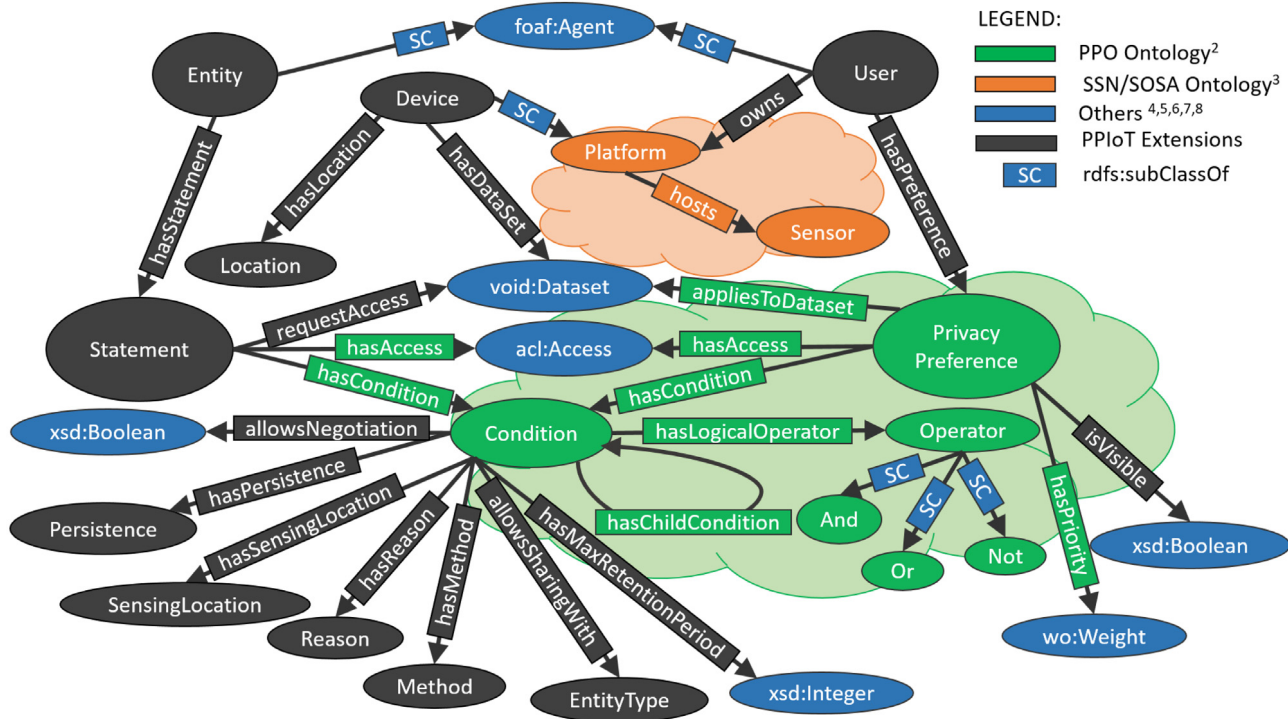 LEGEND:
PPO Ontology2
SSN/SOSA Ontology3
Others 4,5,6,7,8
PPIoT Extensions
SC
rdfs:subClassOf
foaf:Agent
SC
SC
Entity
User
Device
SC
owns
Platform
hosts
Sensor
hasStatement
hasLocation
hasDataSet
hasPreference
Location
void:Dataset
appliesToDataset
requestAccess
Statement
hasAccess
acl:Access
hasAccess
Privacy
Preference
hasCondition
hasCondition
xsd:Boolean
allowsNegotiation
Condition
hasLogicalOperator
Operator
isVisible
hasPriority
hasPersistence
Persistence
hasSensingLocation
SensingLocation
hasReason
Reason
hasMethod
Method
allowsSharingWith
EntityType
hasMaxRetentionPeriod
xsd:Integer
hasChildCondition
SC
SC
SC
And
Or
Not
xsd:Boolean
wo:Weight